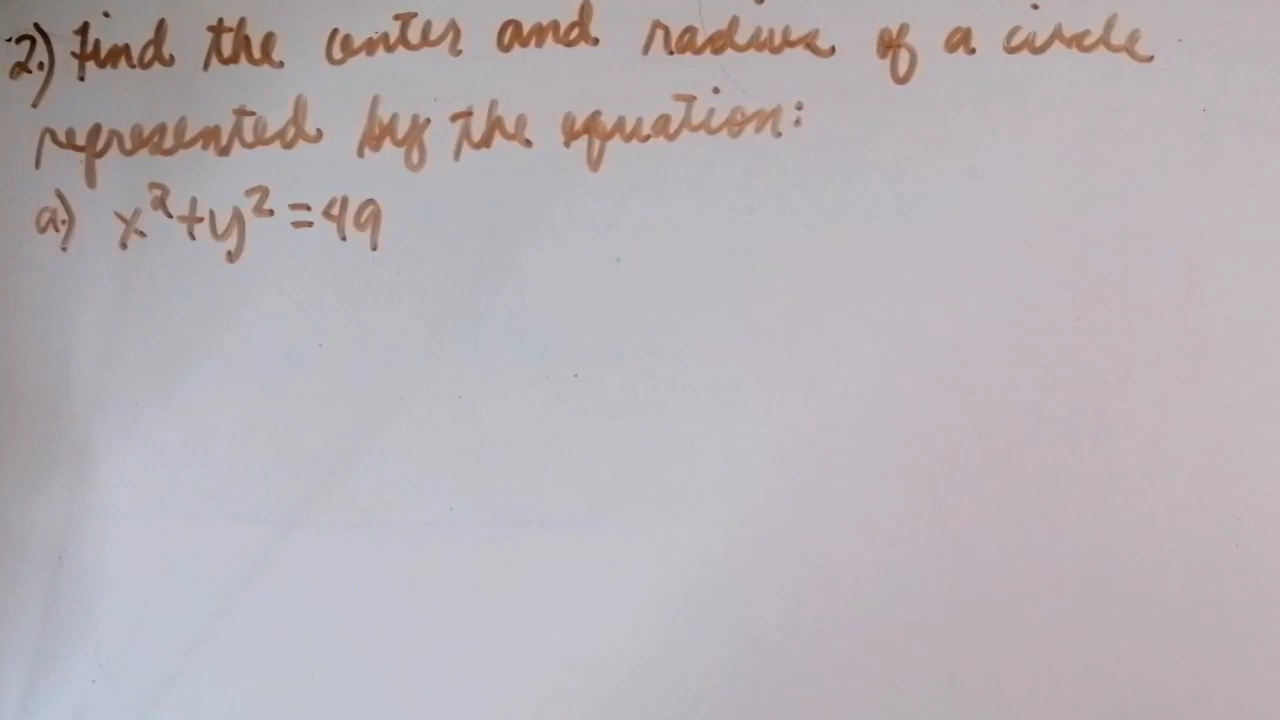 2.) Find the center and radius of a circle
represented by the equation:
a.) x²+y²=49